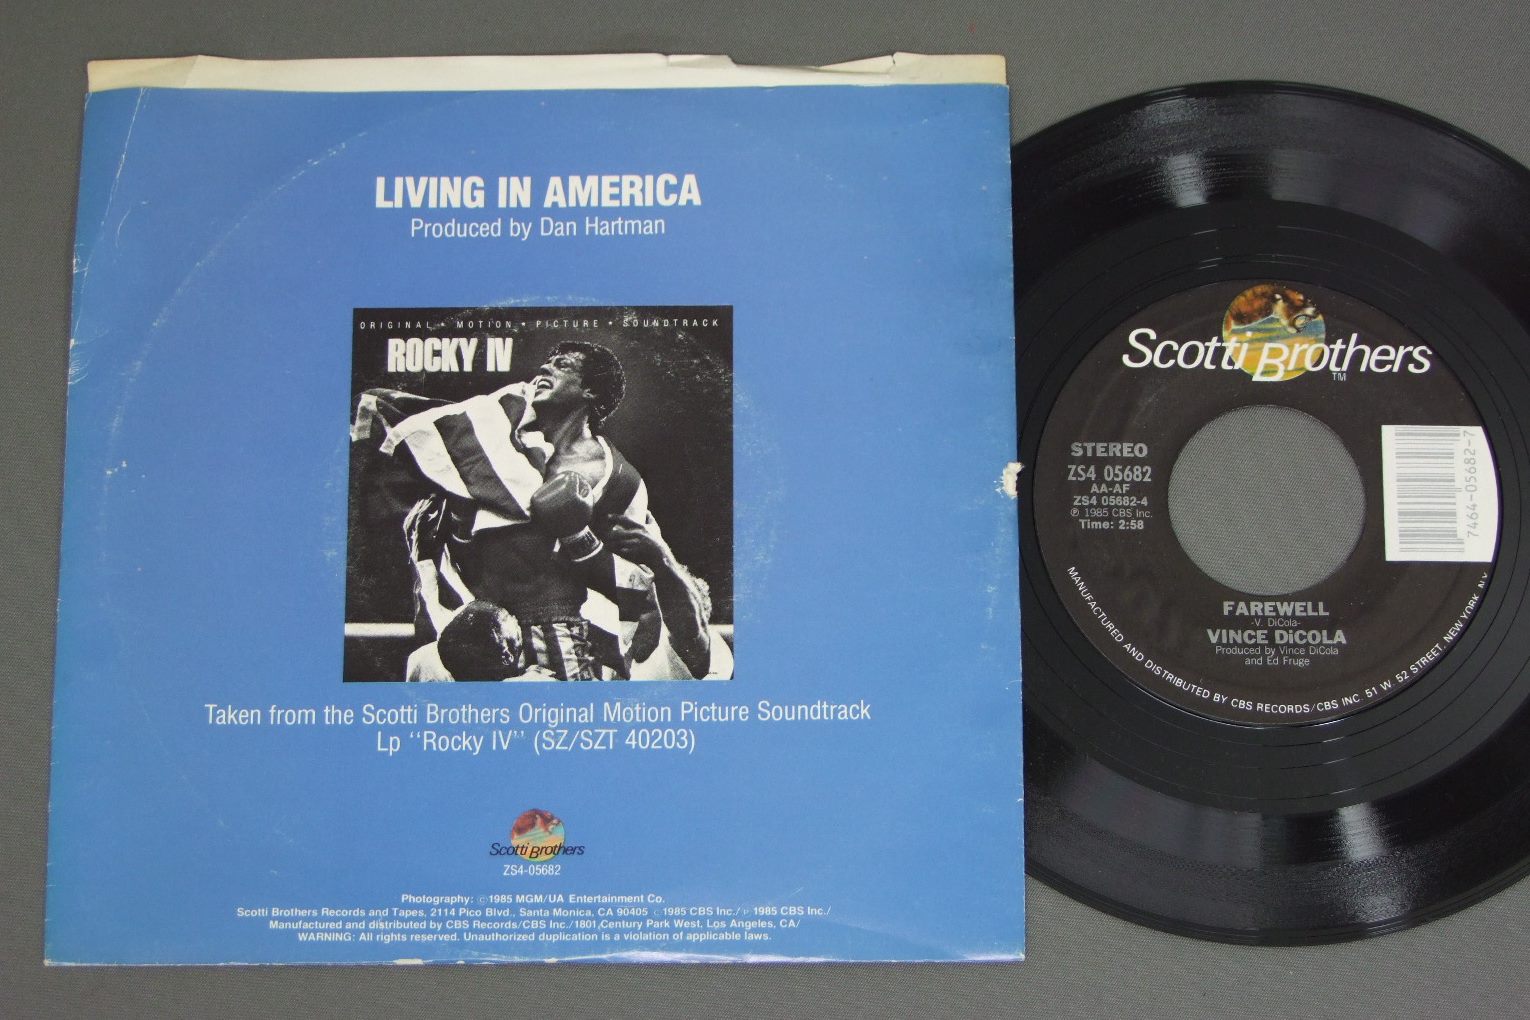 LIVING IN AMERICA
Produced by Dan Hartman
ORIGINAL • MOTION • PICTURE • SOUNDTRACK
ROCKY IV
Taken from the Scotti Brothers Original Motion Picture Soundtrack
Lp "Rocky IV" (SZ/SZT 40203)
Scotti Brothers
ZS4-05682
Photography: ©1985 MGM/UA Entertainment Co.
Scotti Brothers Records and Tapes, 2114 Pico Blvd., Santa Monica, CA 90405 ©1985 CBS Inc./℗ 1985 CBS Inc./
Manufactured and distributed by CBS Records/CBS Inc./1801 Century Park West, Los Angeles, CA/
WARNING: All rights reserved. Unauthorized duplication is a violation of applicable laws.
Scotti Brothers
TM
STEREO
ZS4 05682
AA-AF
ZS4 05682-4
℗ 1985 CBS Inc.
Time: 2:58
7464-05682-7
FAREWELL
-V. DiCola-
VINCE DiCOLA
Produced by Vince DiCola
and Ed Fruge
MANUFACTURED AND DISTRIBUTED BY CBS RECORDS/CBS INC. 51 W. 52 STREET, NEW YORK, N.Y.